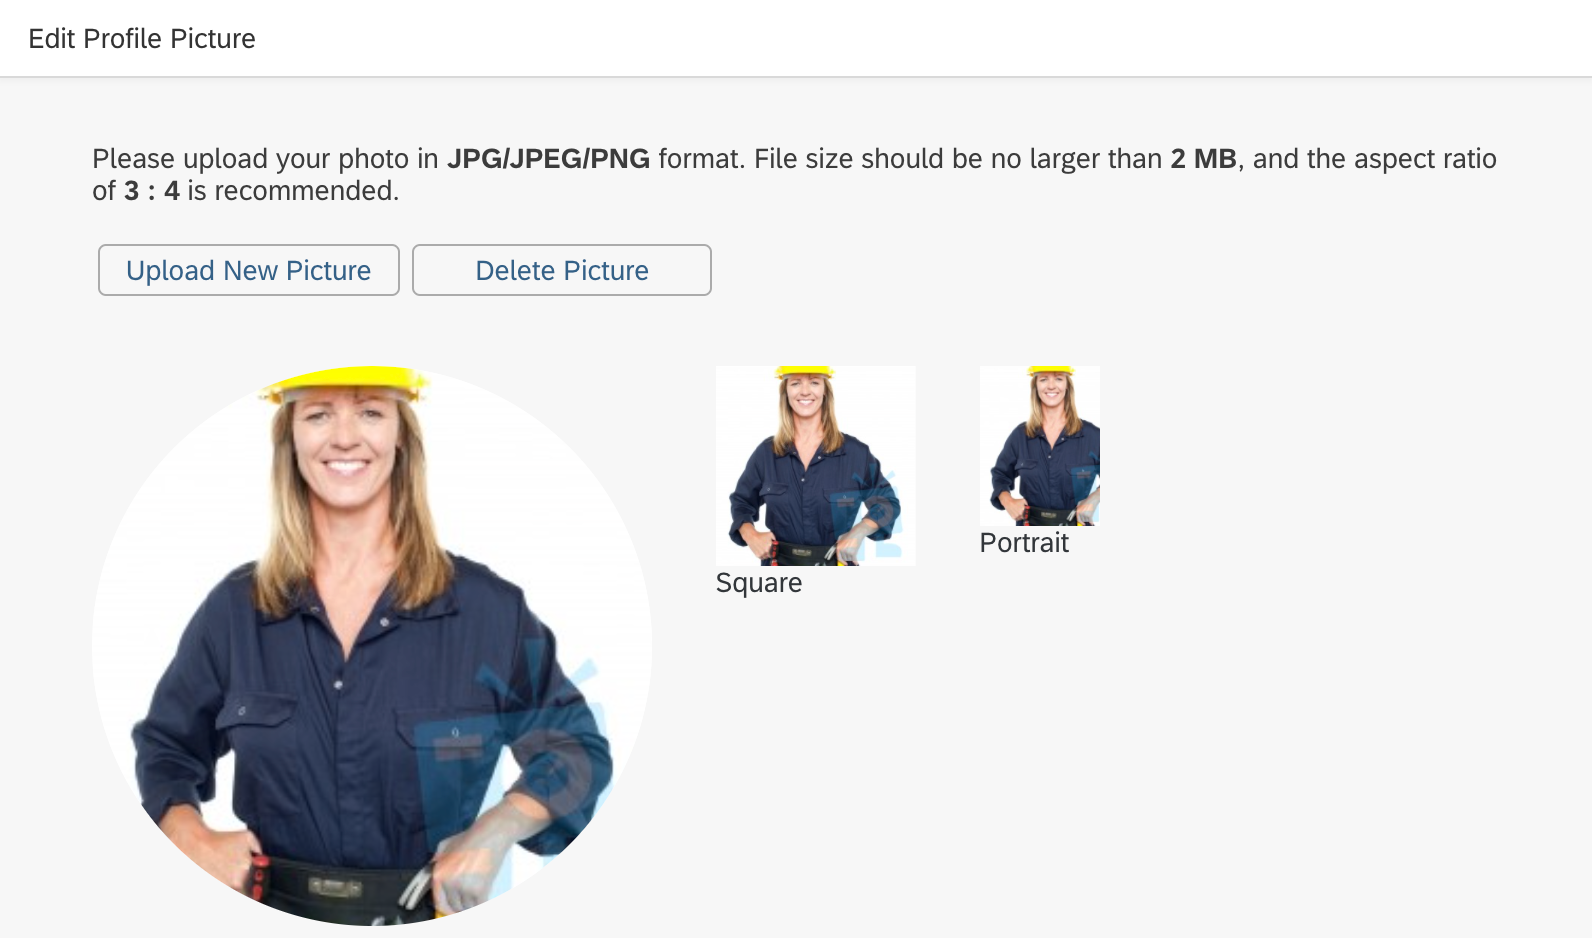 Edit Profile Picture
Please upload your photo in JPG/JPEG/PNG format. File size should be no larger than 2 MB, and the aspect ratio
of 3 : 4 is recommended.
Upload New Picture
Delete Picture
Square
Portrait